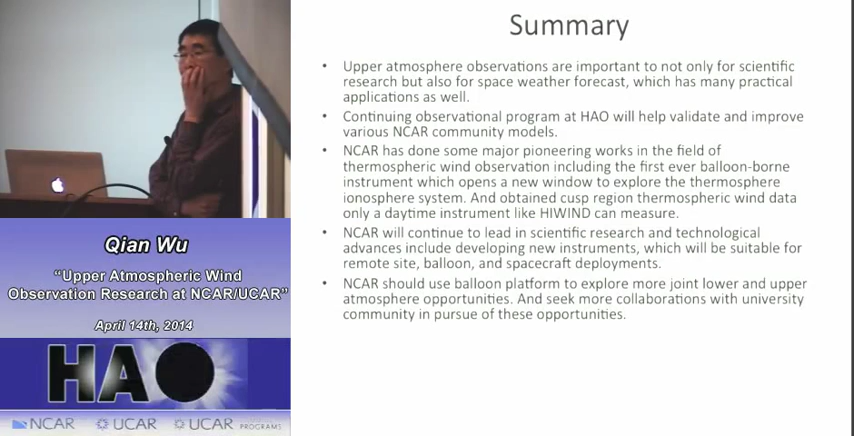 Summary
• Upper atmosphere observations are important to not only for scientific
research but also for space weather forecast, which has many practical
applications as well.
• Continuing observational program at HAO will help validate and improve
various NCAR community models.
• NCAR has done some major pioneering works in the field of
thermospheric wind observation including the first ever balloon-borne
instrument which opens a new window to explore the thermosphere
ionosphere system. And obtained cusp region thermospheric wind data
only a daytime instrument like HIWIND can measure.
• NCAR will continue to lead in scientific research and technological
advances include developing new instruments, which will be suitable for
remote site, balloon, and spacecraft deployments.
• NCAR should use balloon platform to explore more joint lower and upper
atmosphere opportunities. And seek more collaborations with university
community in pursue of these opportunities.
Qian Wu
"Upper Atmospheric Wind
Observation Research at NCAR/UCAR"
April 14th, 2014
HAO
NCAR UCAR UCAR PROGRAMS